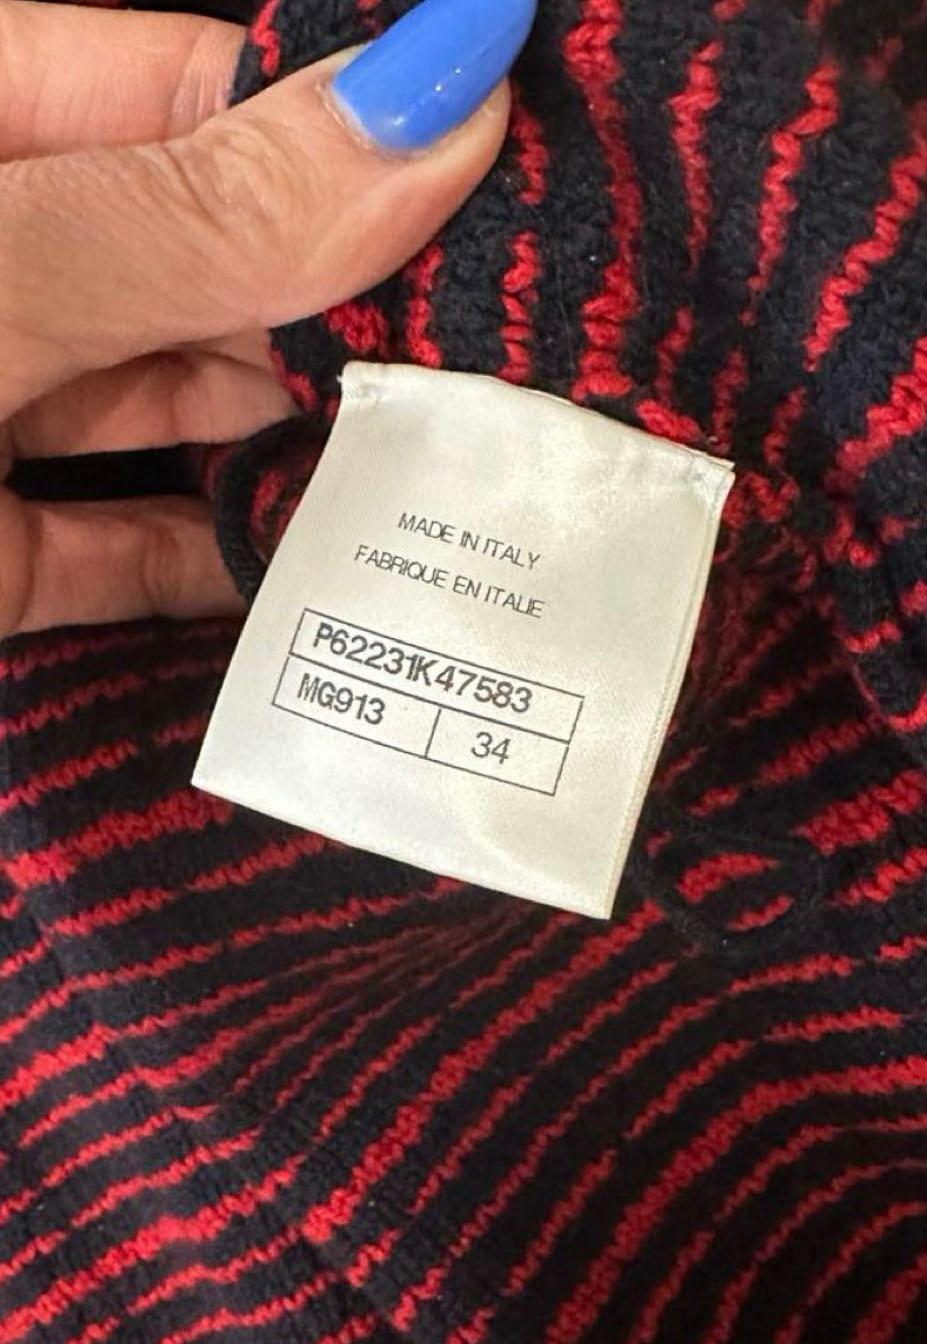 MADE IN ITALY
FABRIQUE EN ITALIE
P62231K47583
MG913 34